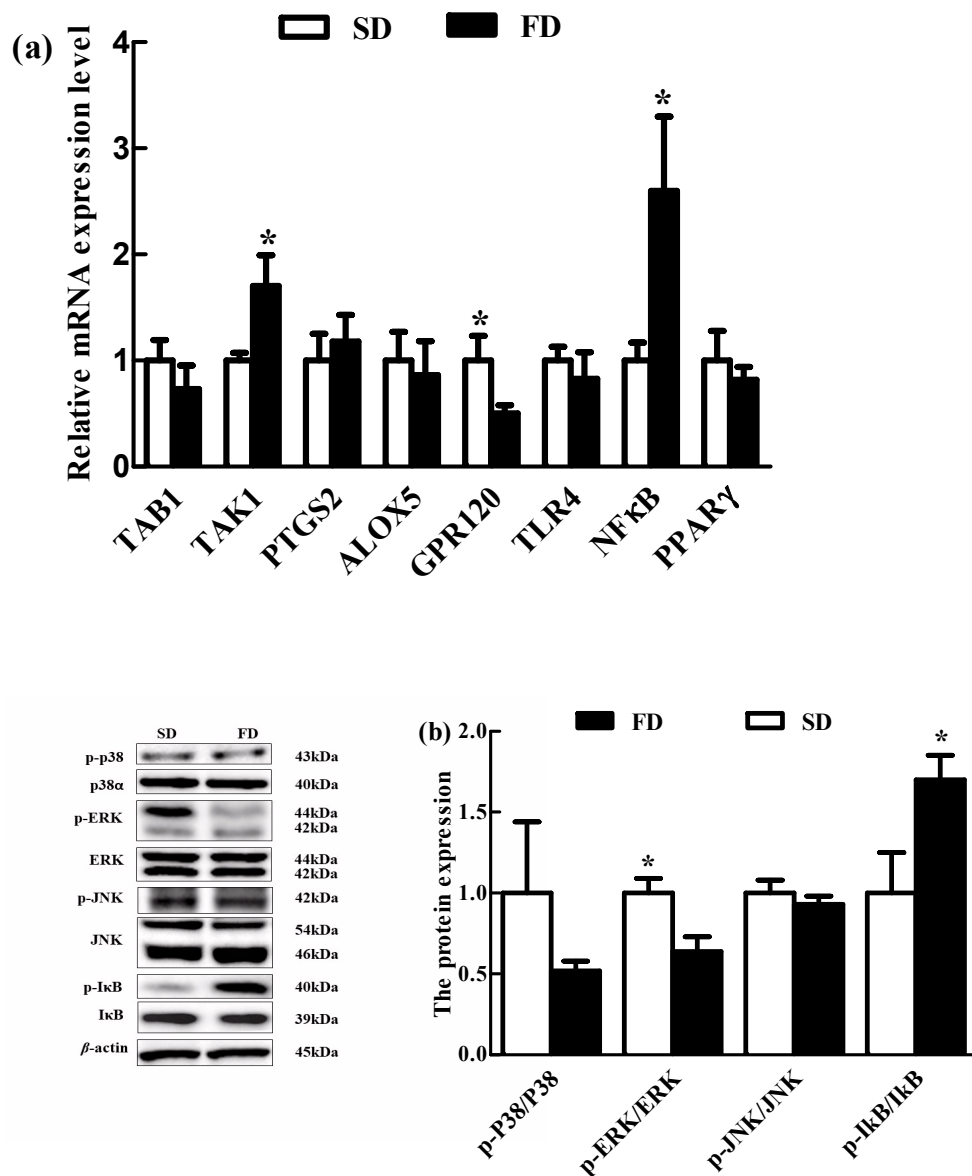 SD FD
(a)
Relative mRNA expression level
4
3
2
1
0
* * * 
TAB1 TAK1 PTGS2 ALOX5 GPR120 TLR4 NFκB PPARγ
SD FD
p-p38 43kDa
p38α 40kDa
p-ERK 44kDa
42kDa
ERK 44kDa
42kDa
p-JNK 42kDa
JNK 54kDa
46kDa
p-IκB 40kDa
IκB 39kDa
β-actin 45kDa
(b)
FD SD
The protein expression
2.0
1.5
1.0
0.5
0.0
* *
p-P38/P38 p-ERK/ERK p-JNK/JNK p-IkB/IkB